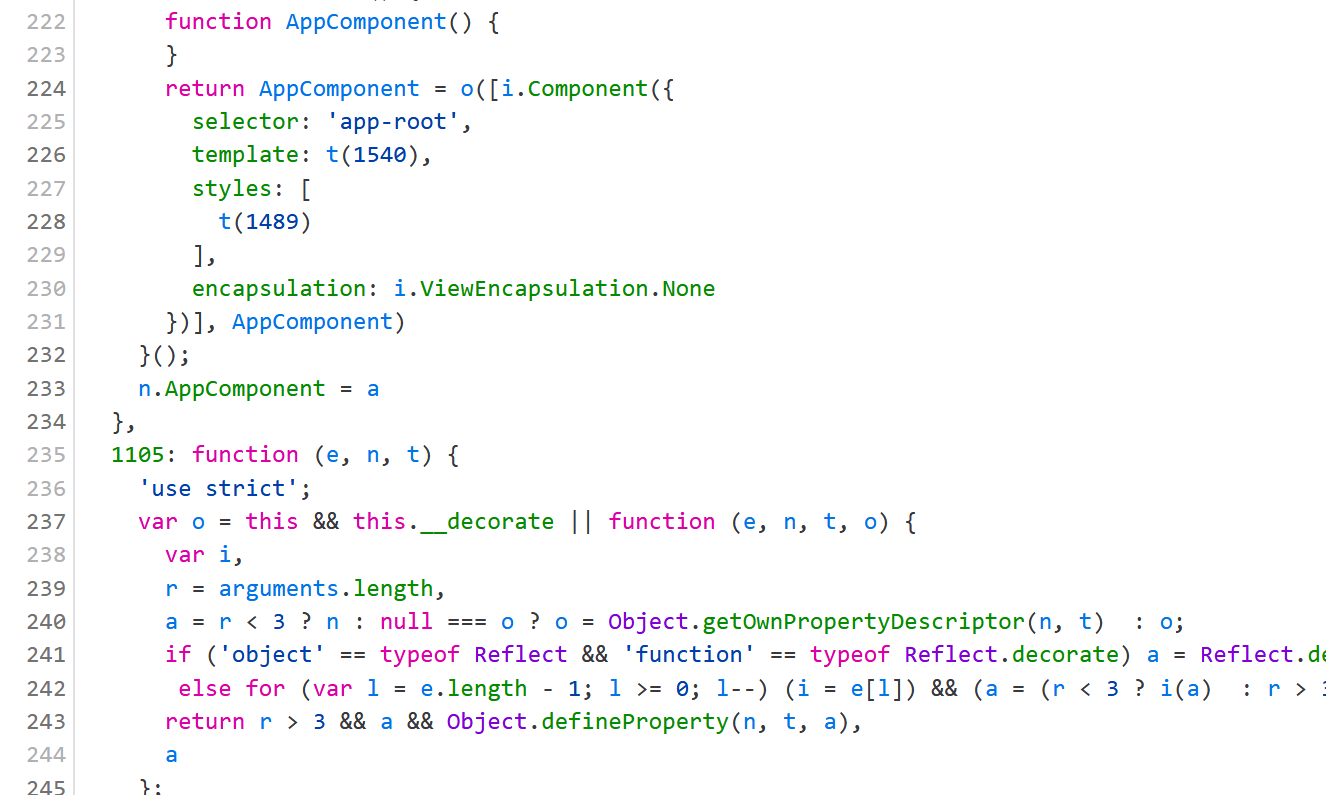 222 function AppComponent() {
223 }
224 return AppComponent = o([i.Component({
225 selector: 'app-root',
226 template: t(1540),
227 styles: [
228 t(1489)
229 ],
230 encapsulation: i.ViewEncapsulation.None
231 })], AppComponent)
232 }();
233 n.AppComponent = a
234 },
235 1105: function (e, n, t) {
236 'use strict';
237 var o = this && this.__decorate || function (e, n, t, o) {
238 var i,
239 r = arguments.length,
240 a = r < 3 ? n : null === o ? o = Object.getOwnPropertyDescriptor(n, t) : o;
241 if ('object' == typeof Reflect && 'function' == typeof Reflect.decorate) a = Reflect.de
242 else for (var l = e.length - 1; l >= 0; l--) (i = e[l]) && (a = (r < 3 ? i(a) : r > 3
243 return r > 3 && a && Object.defineProperty(n, t, a),
244 a
245 };